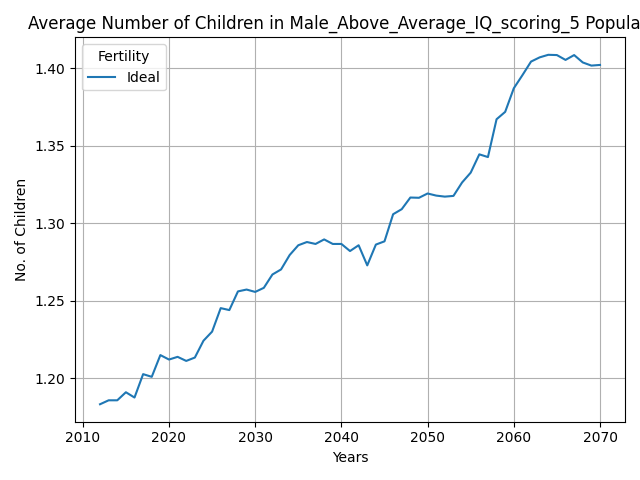 Average Number of Children in Male_Above_Average_IQ_scoring_5 Popula
Fertility
Ideal
1.40
1.35
1.30
1.25
1.20
No. of Children
2010 2020 2030 2040 2050 2060 2070
Years